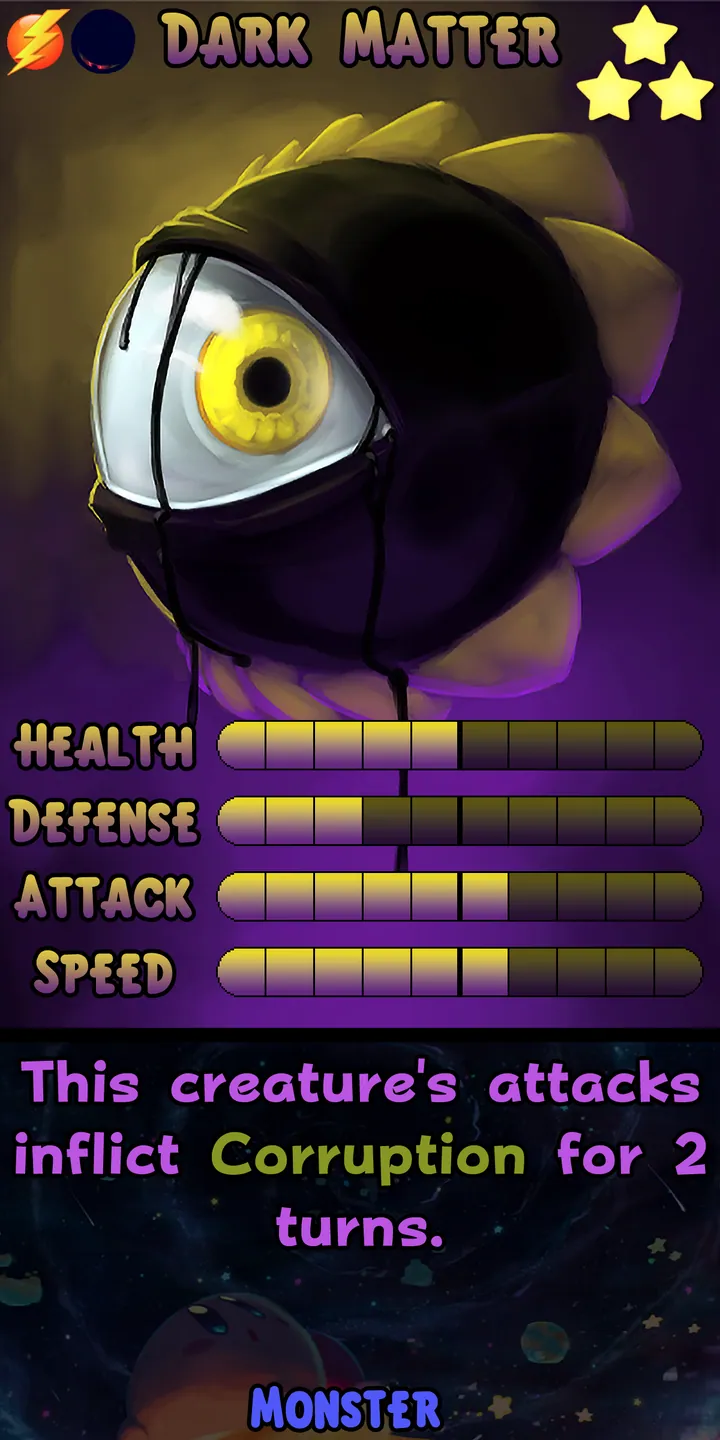 Dark Matter
Health
Defense
Attack
Speed
This creature's attacks
inflict Corruption for 2
turns.
Monster